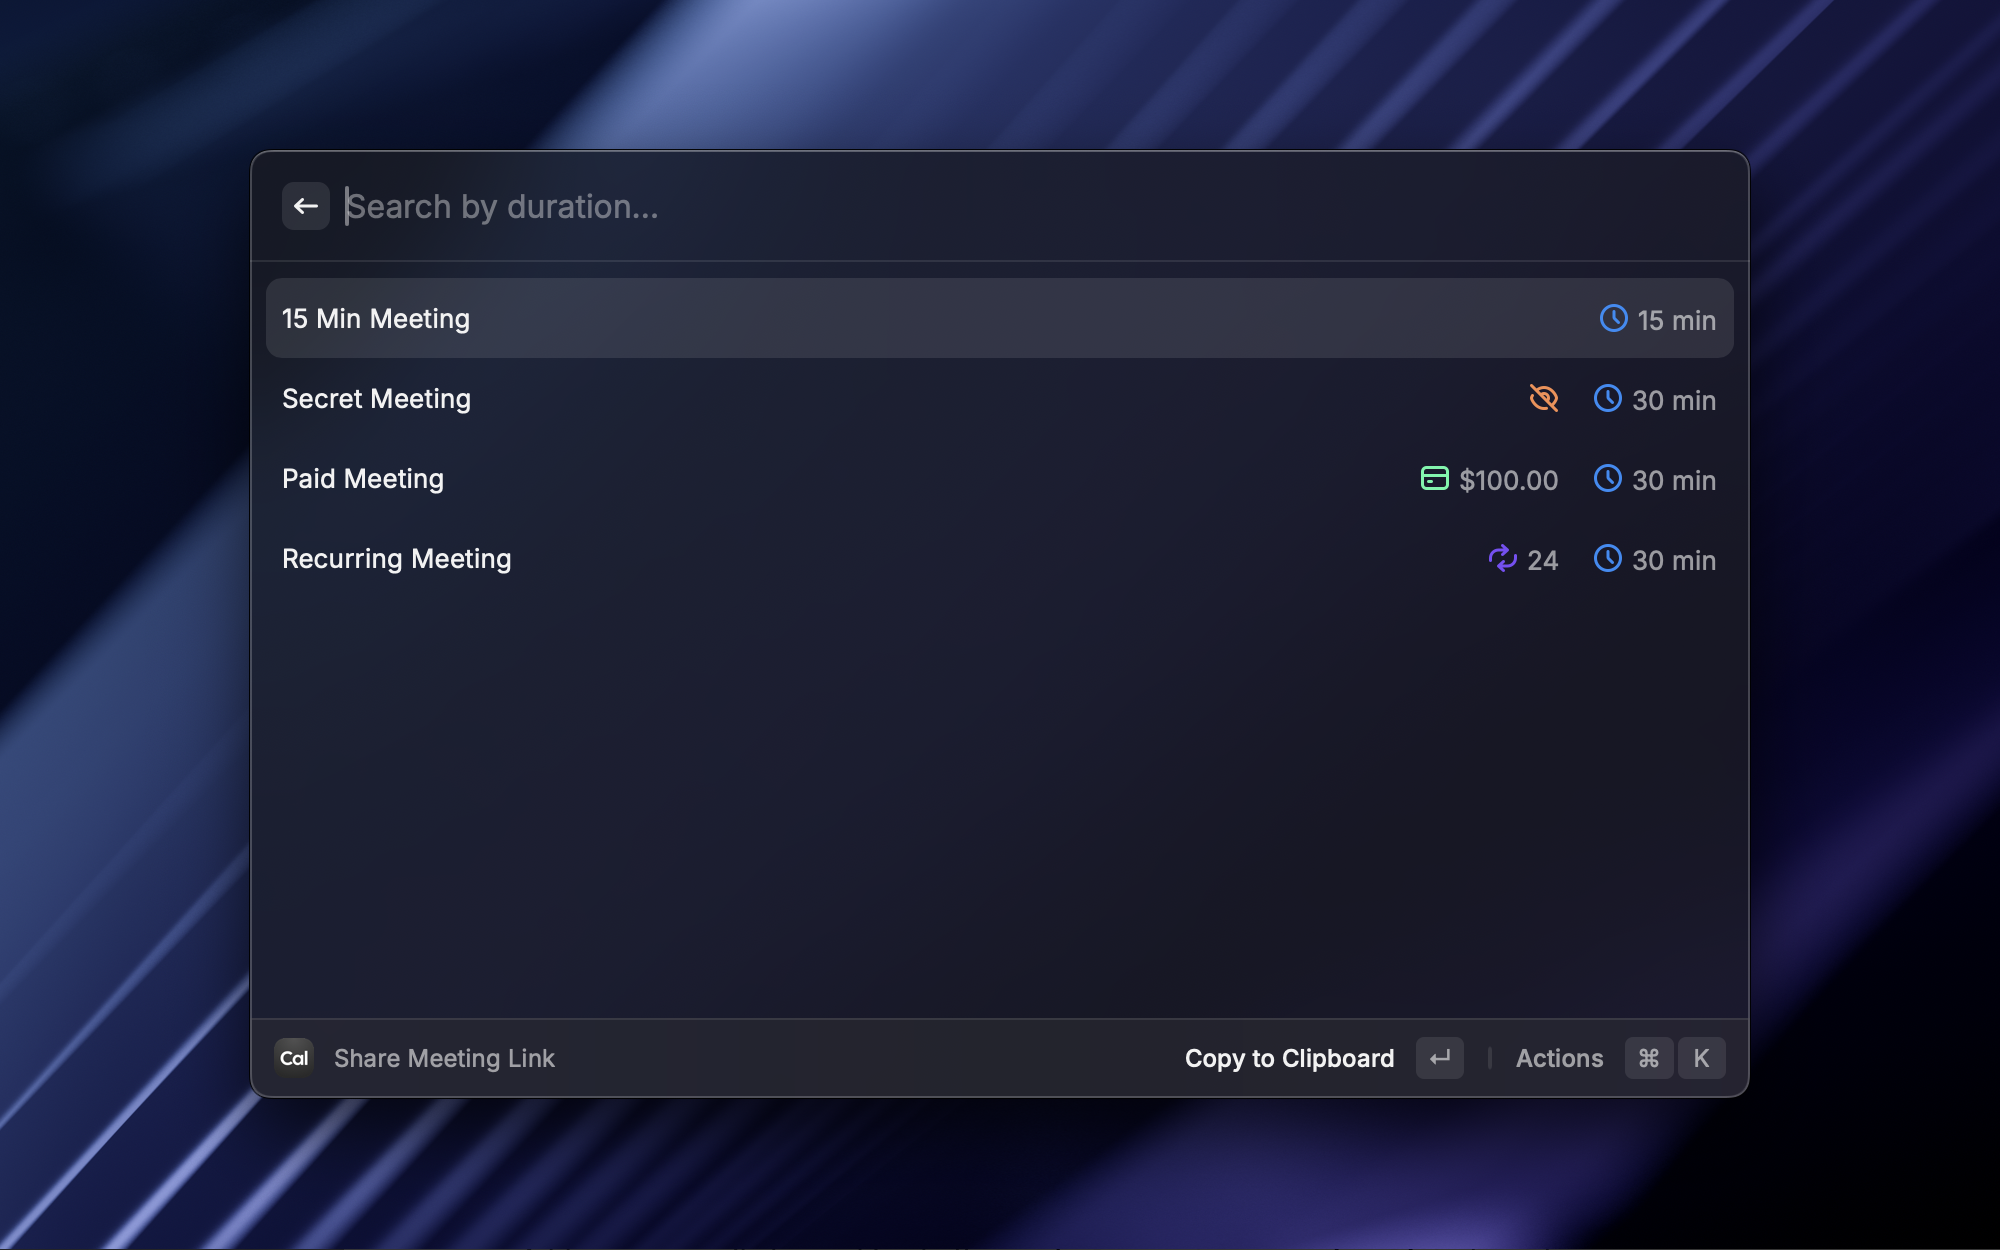 Search by duration...
15 Min Meeting 15 min
Secret Meeting 30 min
Paid Meeting $100.00 30 min
Recurring Meeting 24 30 min
Cal Share Meeting Link Copy to Clipboard Actions ⌘ K